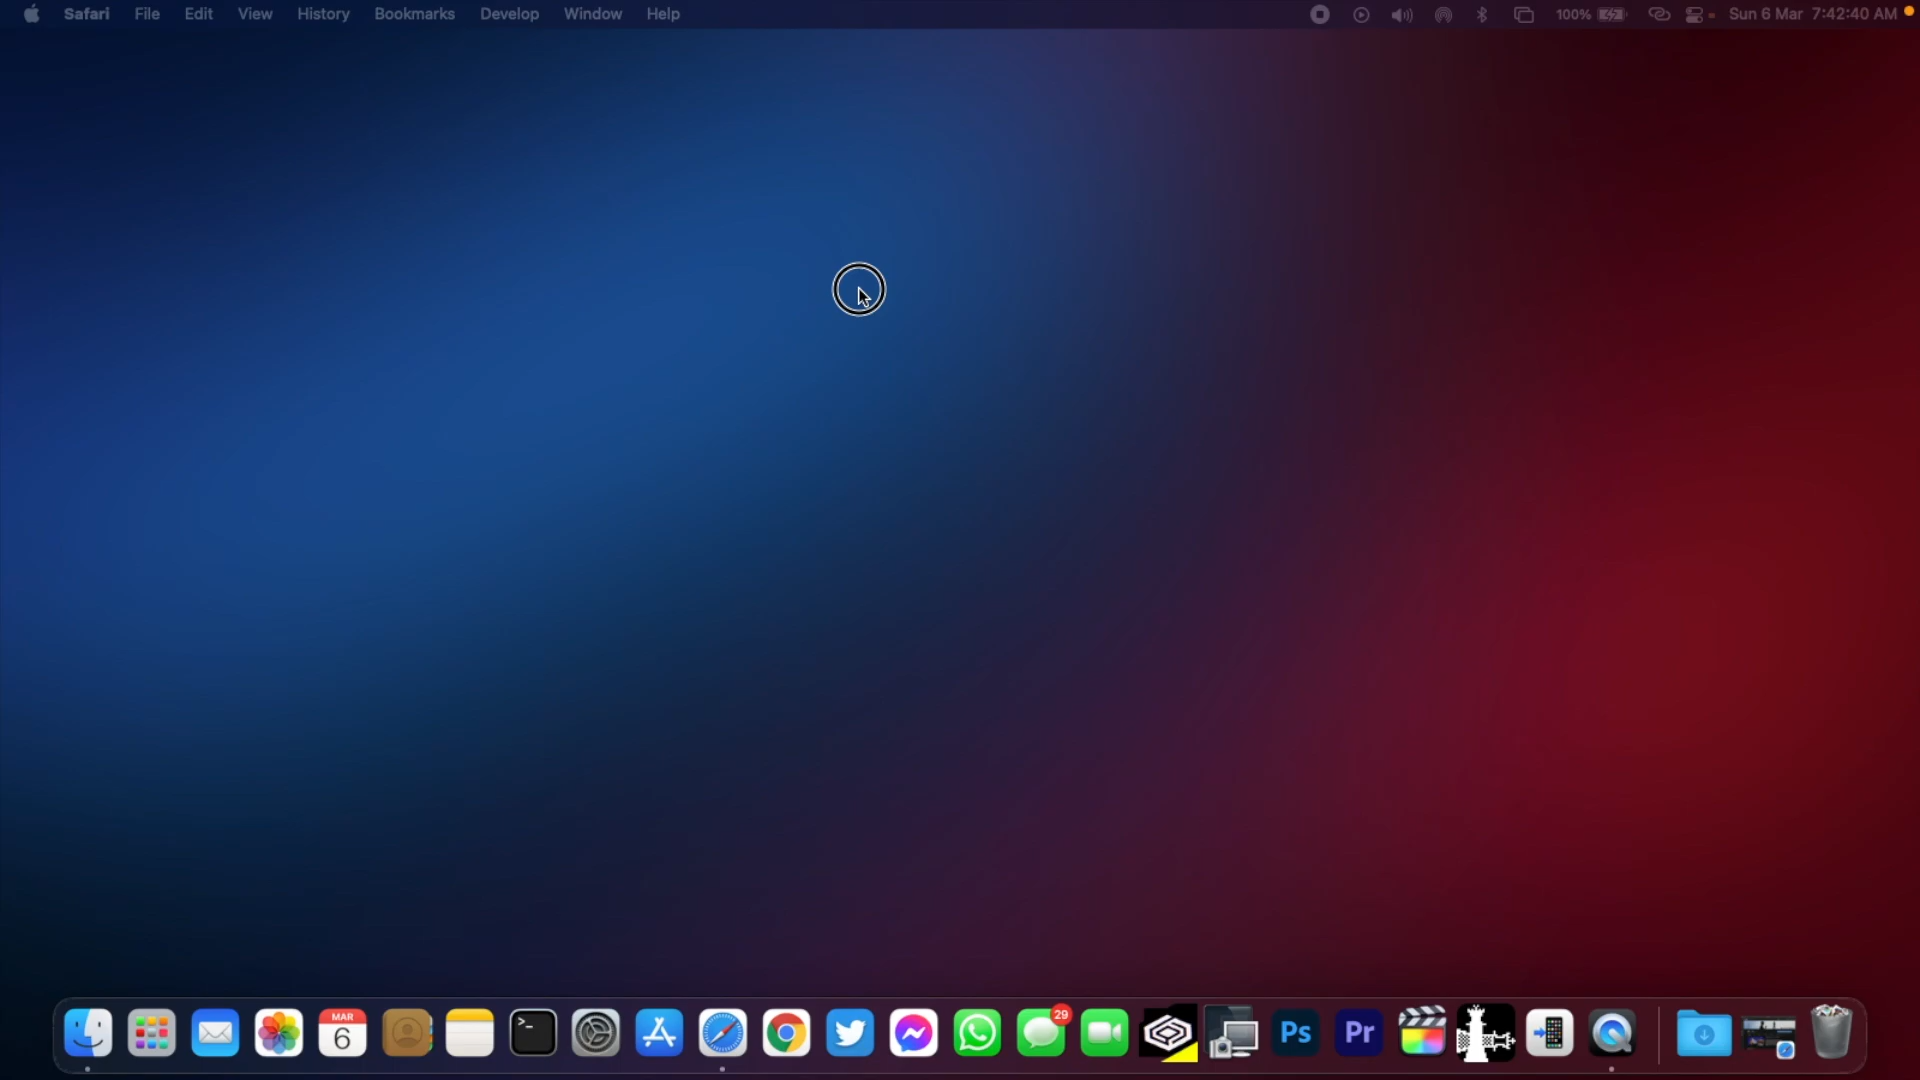 Safari File Edit View History Bookmarks Develop Window Help 100% Sun 6 Mar 7:42:40 AM
MAR
6
>_
29
Ps
Pr